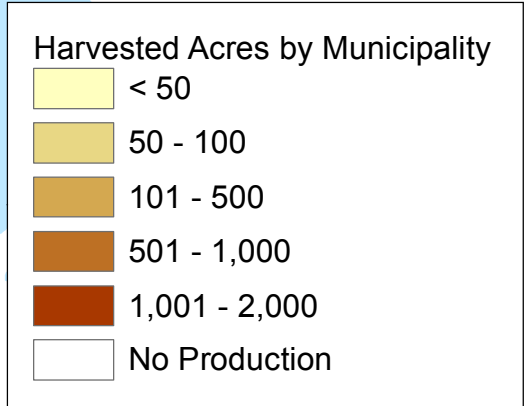 Harvested Acres by Municipality
< 50
50 - 100
101 - 500
501 - 1,000
1,001 - 2,000
No Production